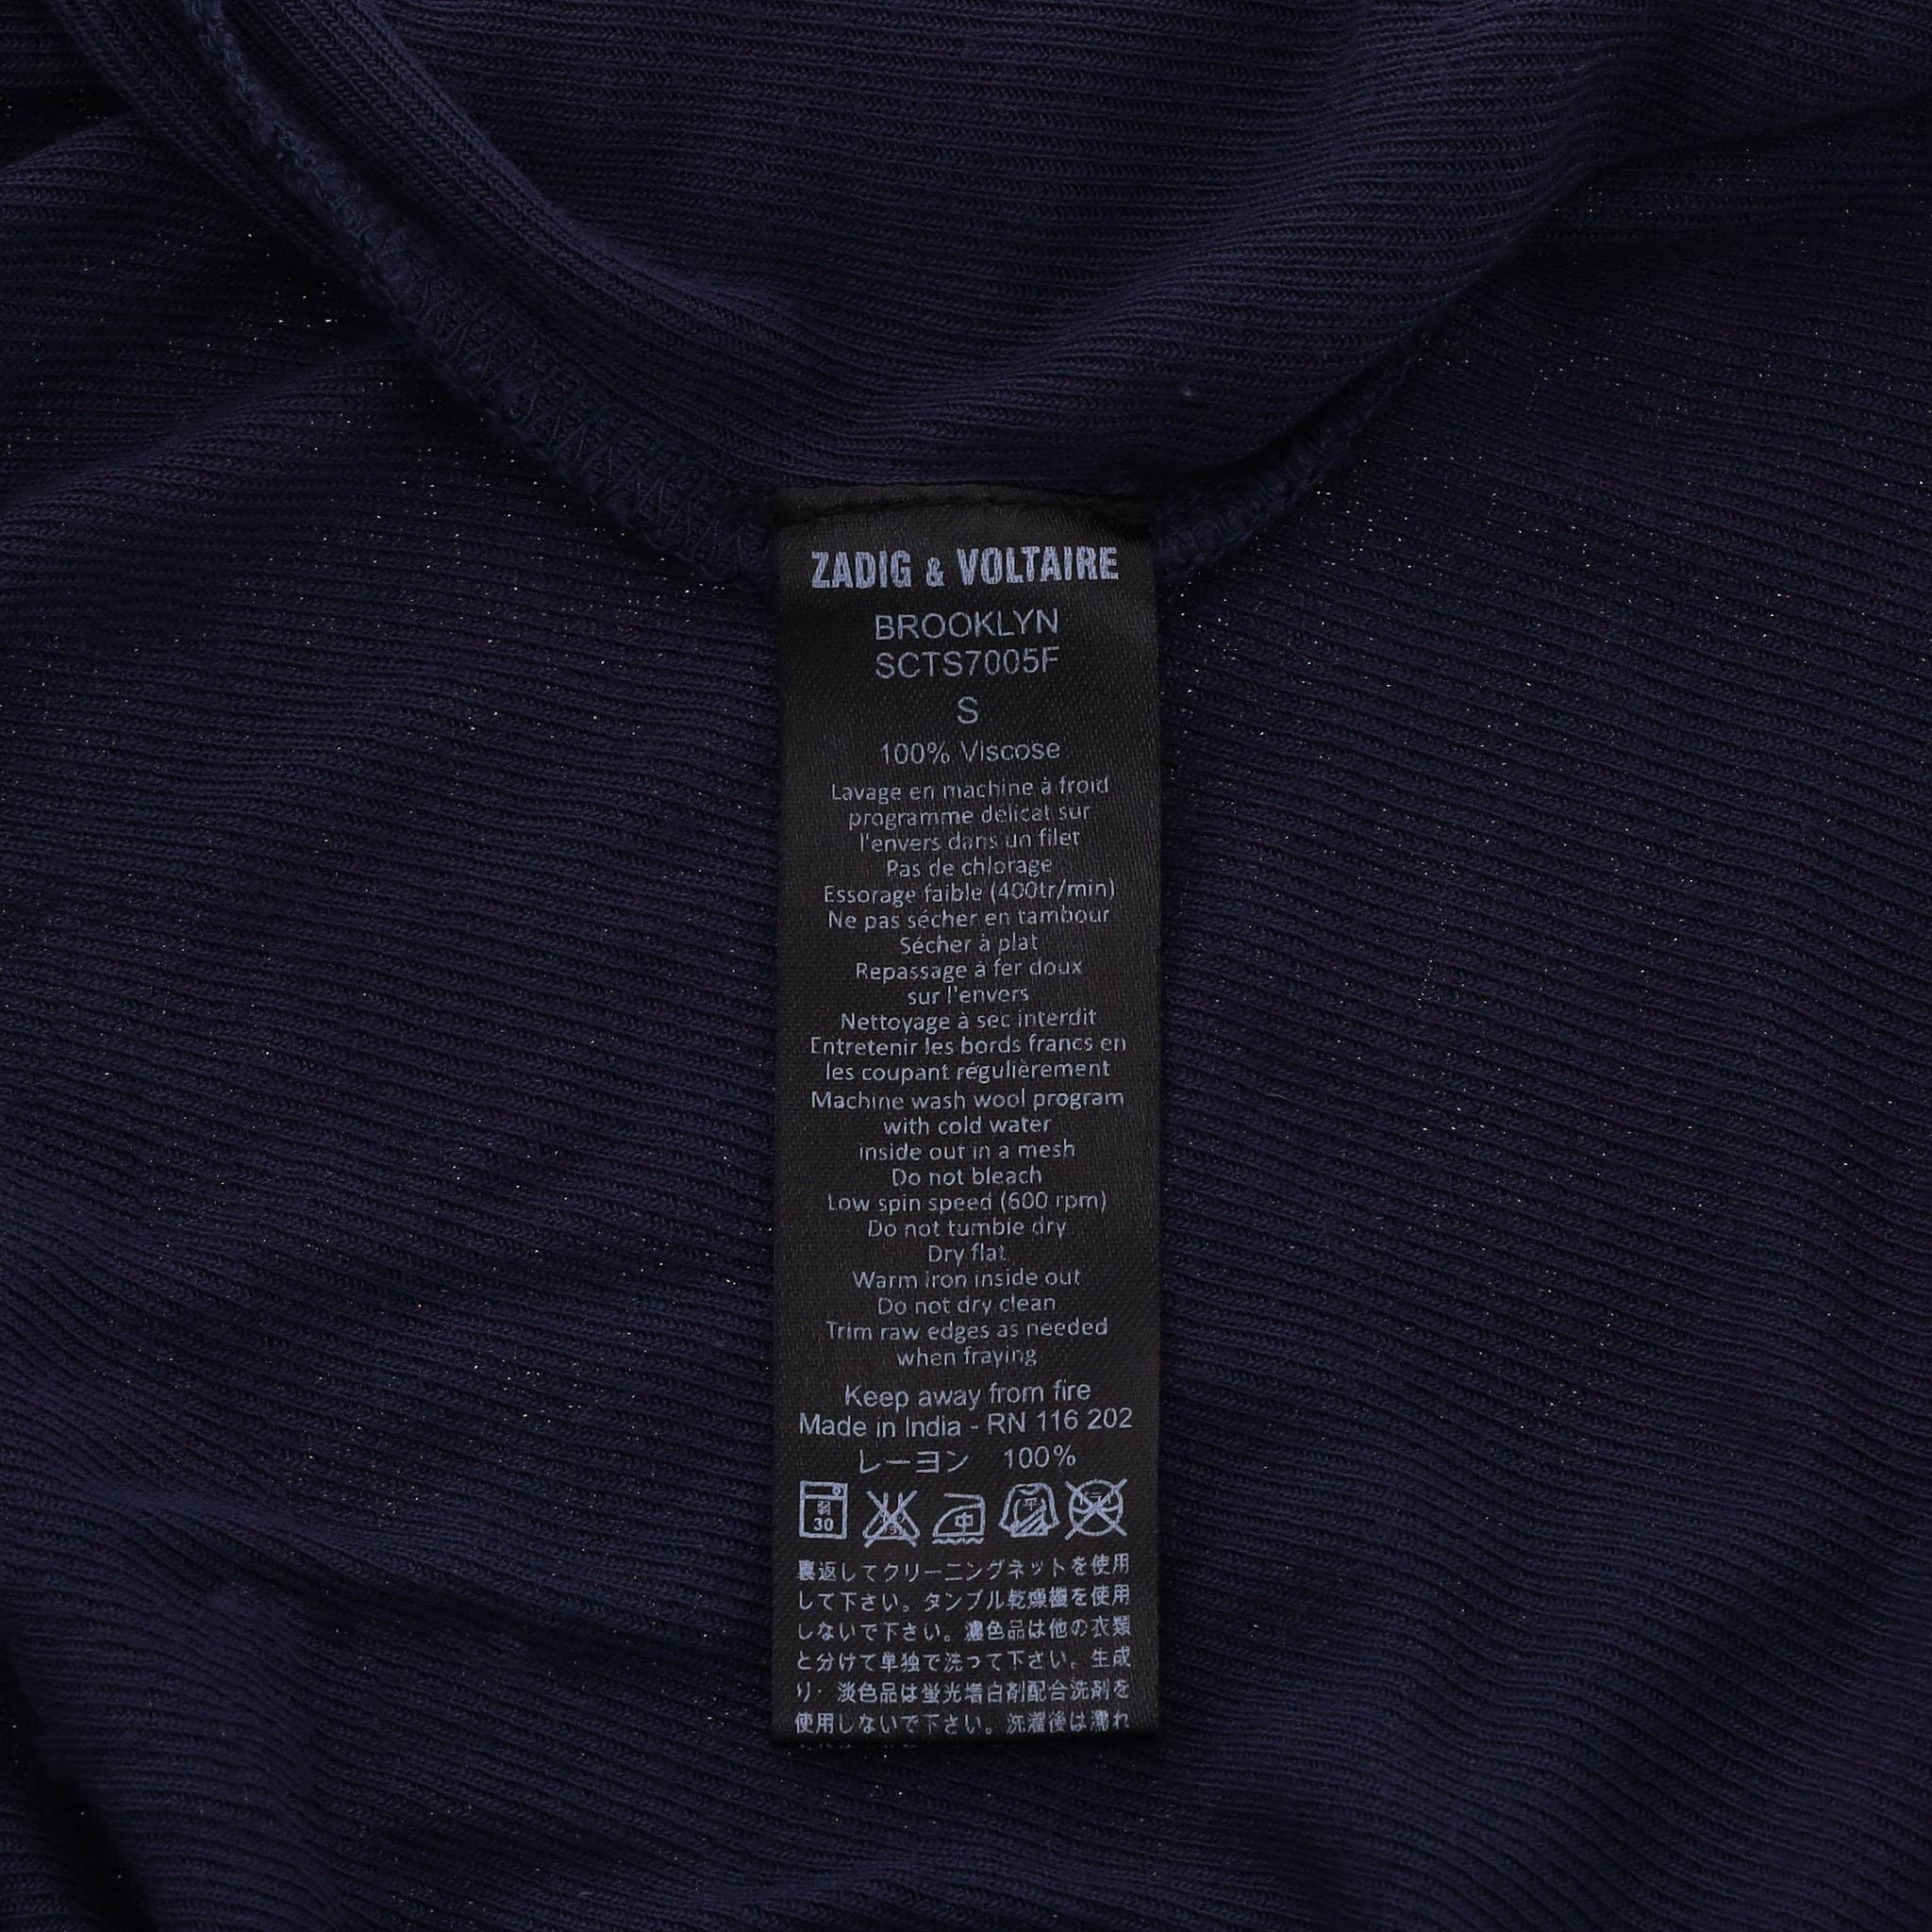 ZADIG & VOLTAIRE
BROOKLYN
SCTS7005F
S
100% Viscose
Lavage en machine à froid
programme délicat sur
l'envers dans un filet
Pas de chlorage
Essorage faible (400tr/min)
Ne pas sécher en tambour
Sécher à plat
Repassage à fer doux
sur l'envers
Nettoyage à sec interdit
Entretenir les bords francs en
les coupant régulièrement
Machine wash wool program
with cold water
inside out in a mesh
Do not bleach
Low spin speed (600 rpm)
Do not tumble dry
Dry flat
Warm iron inside out
Do not dry clean
Trim raw edges as needed
when fraying
Keep away from fire
Made in India - RN 116 202
レーヨン 100%
弱
30
中
平
裏返してクリーニングネットを使用
して下さい。タンブル乾燥機を使用
しないで下さい。濃色品は他の衣類
と分けて単独で洗って下さい。生成
り・淡色品は蛍光増白剤配合洗剤を
使用しないで下さい。洗濯後は濡れ